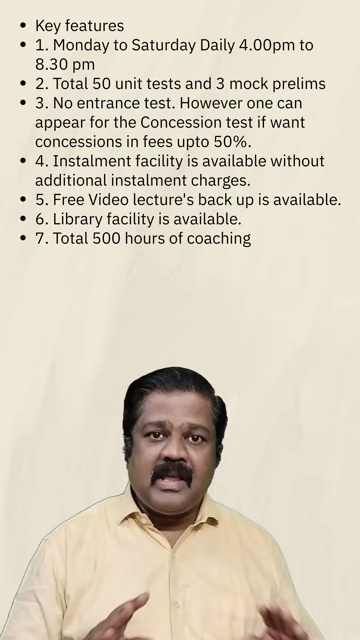 • Key features
• 1. Monday to Saturday Daily 4.00pm to
8.30 pm
• 2. Total 50 unit tests and 3 mock prelims
• 3. No entrance test. However one can
appear for the Concession test if want
concessions in fees upto 50%.
• 4. Instalment facility is available without
additional instalment charges.
• 5. Free Video lecture's back up is available.
• 6. Library facility is available.
• 7. Total 500 hours of coaching